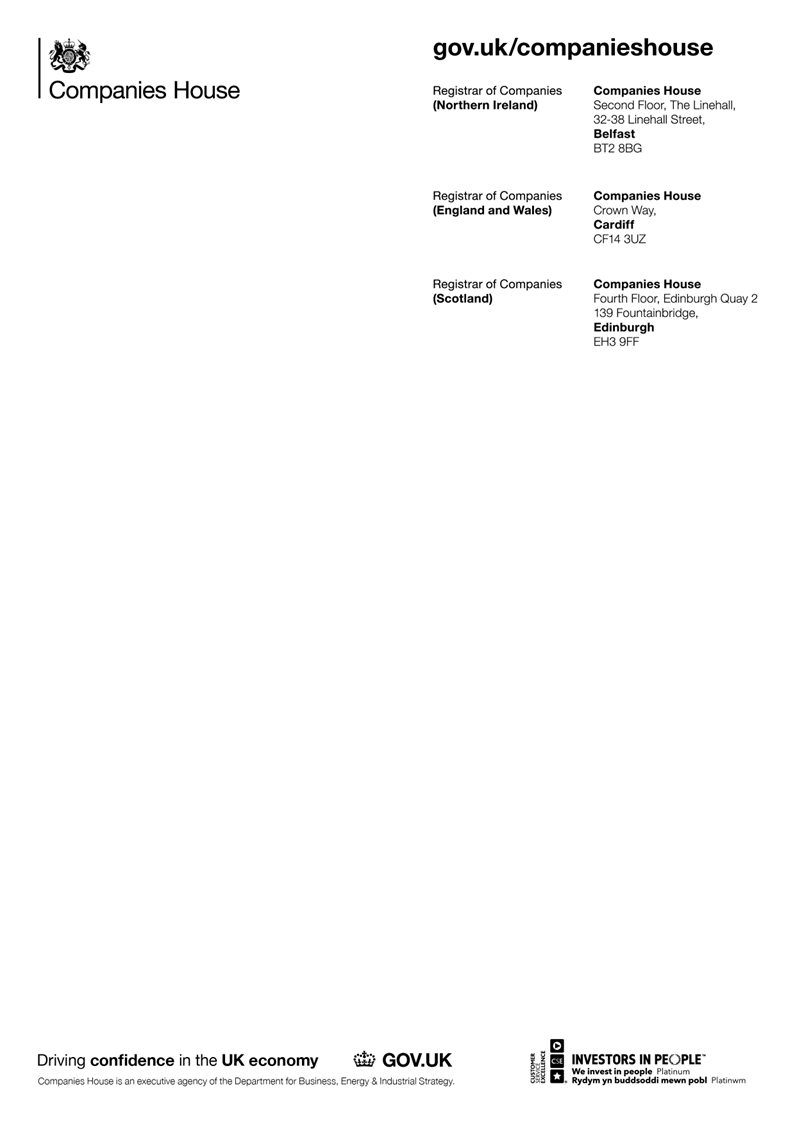 Companies House
gov.uk/companieshouse
Registrar of Companies
(Northern Ireland)
Companies House
Second Floor, The Linehall,
32-38 Linehall Street,
Belfast
BT2 8BG
Registrar of Companies
(England and Wales)
Companies House
Crown Way,
Cardiff
CF14 3UZ
Registrar of Companies
(Scotland)
Companies House
Fourth Floor, Edinburgh Quay 2
139 Fountainbridge,
Edinburgh
EH3 9FF
Driving confidence in the UK economy
GOV.UK
Companies House is an executive agency of the Department for Business, Energy & Industrial Strategy.
CUSTOMER
SERVICE
EXCELLENCE
CSE
INVESTORS IN PEOPLE™
We invest in people Platinum
Rydym yn buddsoddi mewn pobl Platinwm